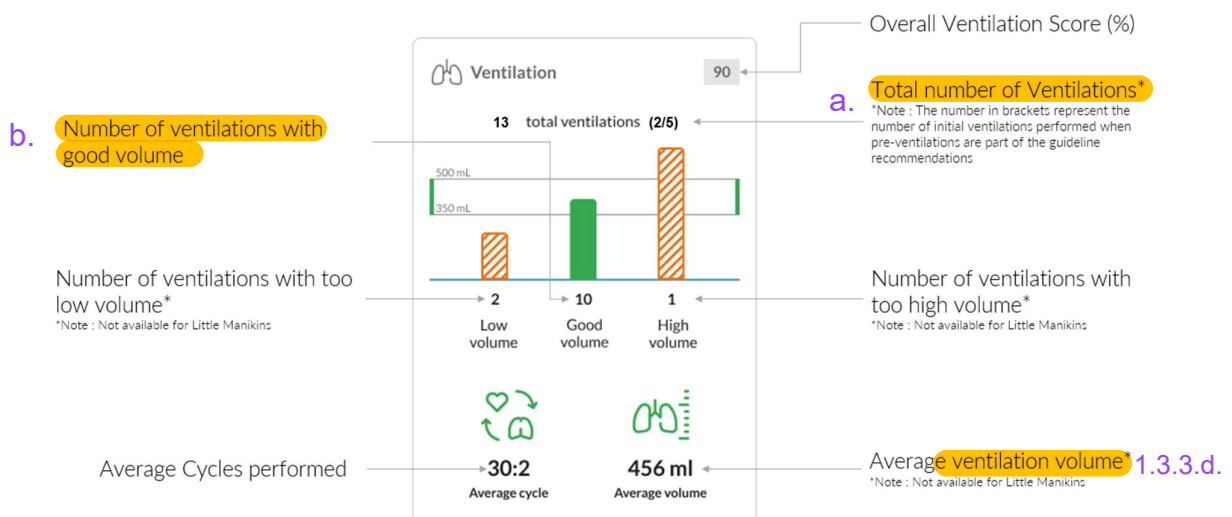 Overall Ventilation Score (%)
Ventilation
90
a.
Total number of Ventilations*
*Note : The number in brackets represent the
number of initial ventilations performed when
pre-ventilations are part of the guideline
recommendations
13 total ventilations (2/5)
b.
Number of ventilations with
good volume
500 mL
350 mL
Number of ventilations with too
low volume*
*Note : Not available for Little Manikins
Number of ventilations with
too high volume*
*Note : Not available for Little Manikins
2
10
1
Low
volume
Good
volume
High
volume
Average Cycles performed
30:2
Average cycle
456 ml
Average volume
Average ventilation volume*
1.3.3.d.
*Note : Not available for Little Manikins